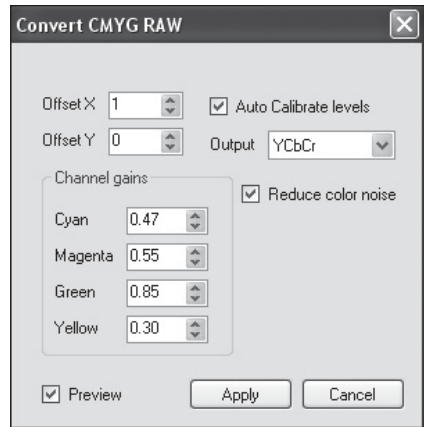 Convert CMYG RAW
Offset X 1
Auto Calibrate levels
Offset Y 0
Output YCbCr
Channel gains
Reduce color noise
Cyan 0.47
Magenta 0.55
Green 0.85
Yellow 0.30
Preview
Apply
Cancel